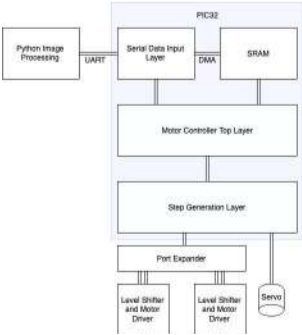 PIC32
Python Image
Processing
UART
Serial Data Input
Layer
DMA
SRAM
Motor Controller Top Layer
Step Generation Layer
Port Expander
Level Shifter
and Motor
Driver
Level Shifter
and Motor
Driver
Servo